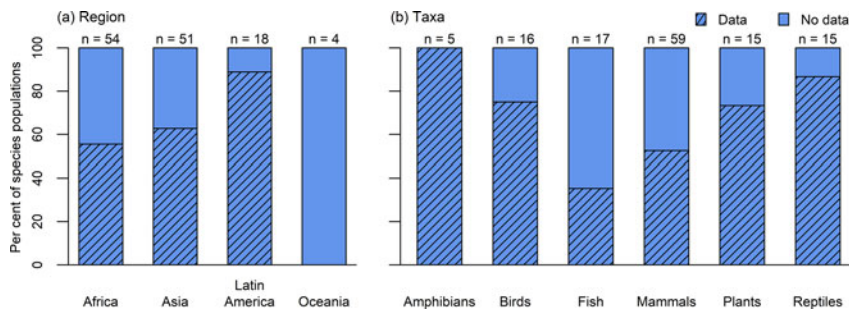 (a) Region
(b) Taxa
Data
No data
n = 54
n = 51
n = 18
n = 4
n = 5
n = 16
n = 17
n = 59
n = 15
n = 15
Per cent of species populations
100
80
60
40
20
0
Africa
Asia
Latin
America
Oceania
Amphibians
Birds
Fish
Mammals
Plants
Reptiles